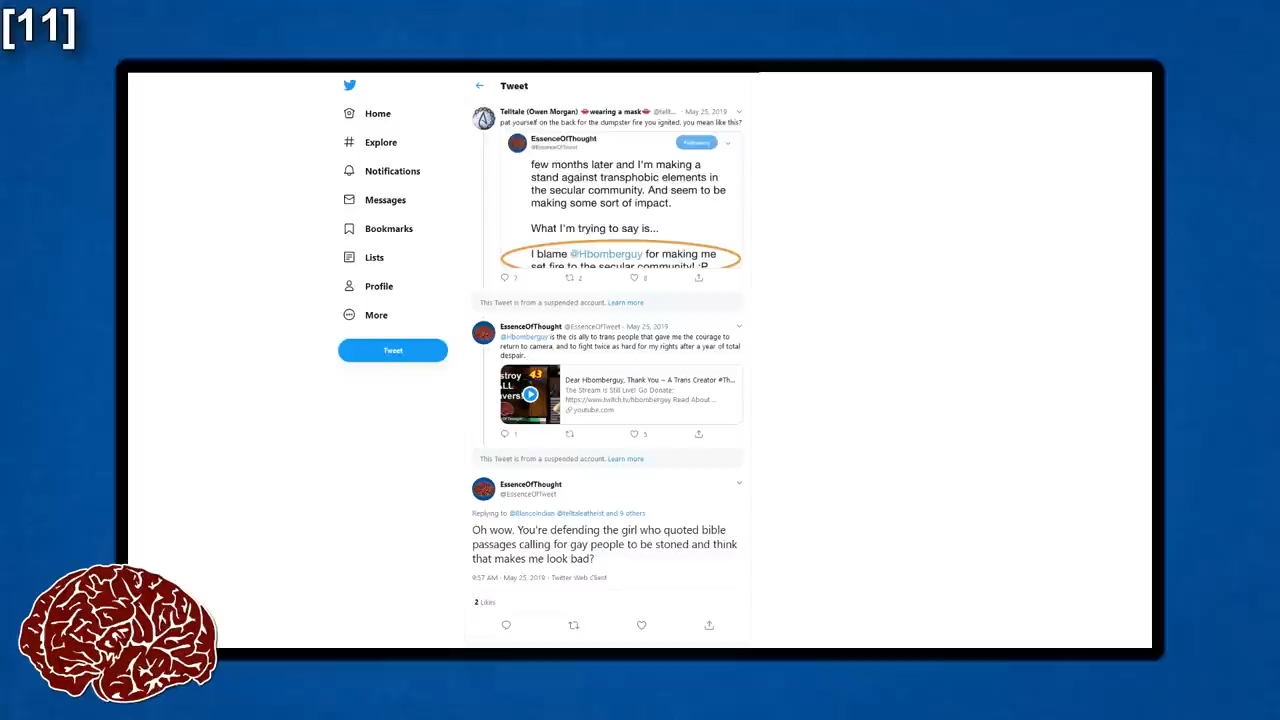 [11]
Tweet
Home
Explore
Notifications
Messages
Bookmarks
Lists
Profile
More
Tweet
Telltale (Owen Morgan) 👄wearing a mask👄 @tellt... · May 25, 2019
pat yourself on the back for the dumpster fire you ignited. you mean like this?
EssenceOfThought
@EssenceOfTweet
Following
few months later and I'm making a
stand against transphobic elements in
the secular community. And seem to be
making some sort of impact.
What I'm trying to say is...
I blame @Hbomberguy for making me
set fire to the secular community! :P
7 2 8
This Tweet is from a suspended account. Learn more
EssenceOfThought @EssenceOfTweet · May 25, 2019
@Hbomberguy is the cis ally to trans people that gave me the courage to
return to camera, and to fight twice as hard for my rights after a year of total
despair.
stroy
ALL
vers
43
Dear Hbomberguy, Thank You ~ A Trans Creator #Th...
The Stream is Still Live! Go Donate;
https://www.twitch.tv/hbomberguy Read About ...
youtube.com
1 5
This Tweet is from a suspended account. Learn more
EssenceOfThought
@EssenceOfTweet
Replying to @BlancoIndian @telltaleatheist and 9 others
Oh wow. You're defending the girl who quoted bible
passages calling for gay people to be stoned and think
that makes me look bad?
9:57 AM · May 25, 2019 · Twitter Web Client
2 Likes